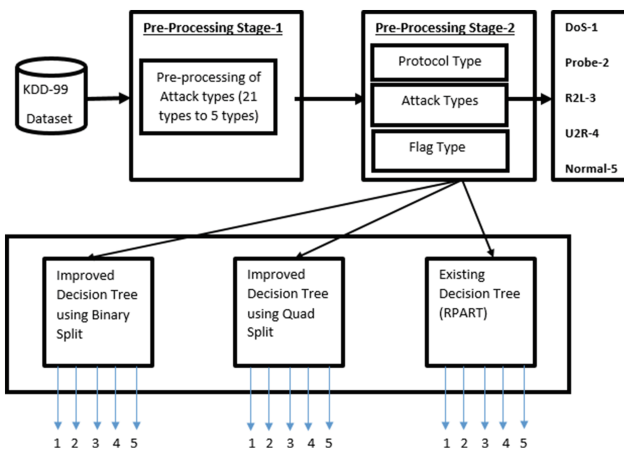 KDD-99
Dataset
Pre-Processing Stage-1
Pre-processing of
Attack types (21
types to 5 types)
Pre-Processing Stage-2
Protocol Type
Attack Types
Flag Type
DoS-1
Probe-2
R2L-3
U2R-4
Normal-5
Improved
Decision Tree
using Binary
Split
Improved
Decision Tree
using Quad
Split
Existing
Decision Tree
(RPART)
1 2 3 4 5
1 2 3 4 5
1 2 3 4 5